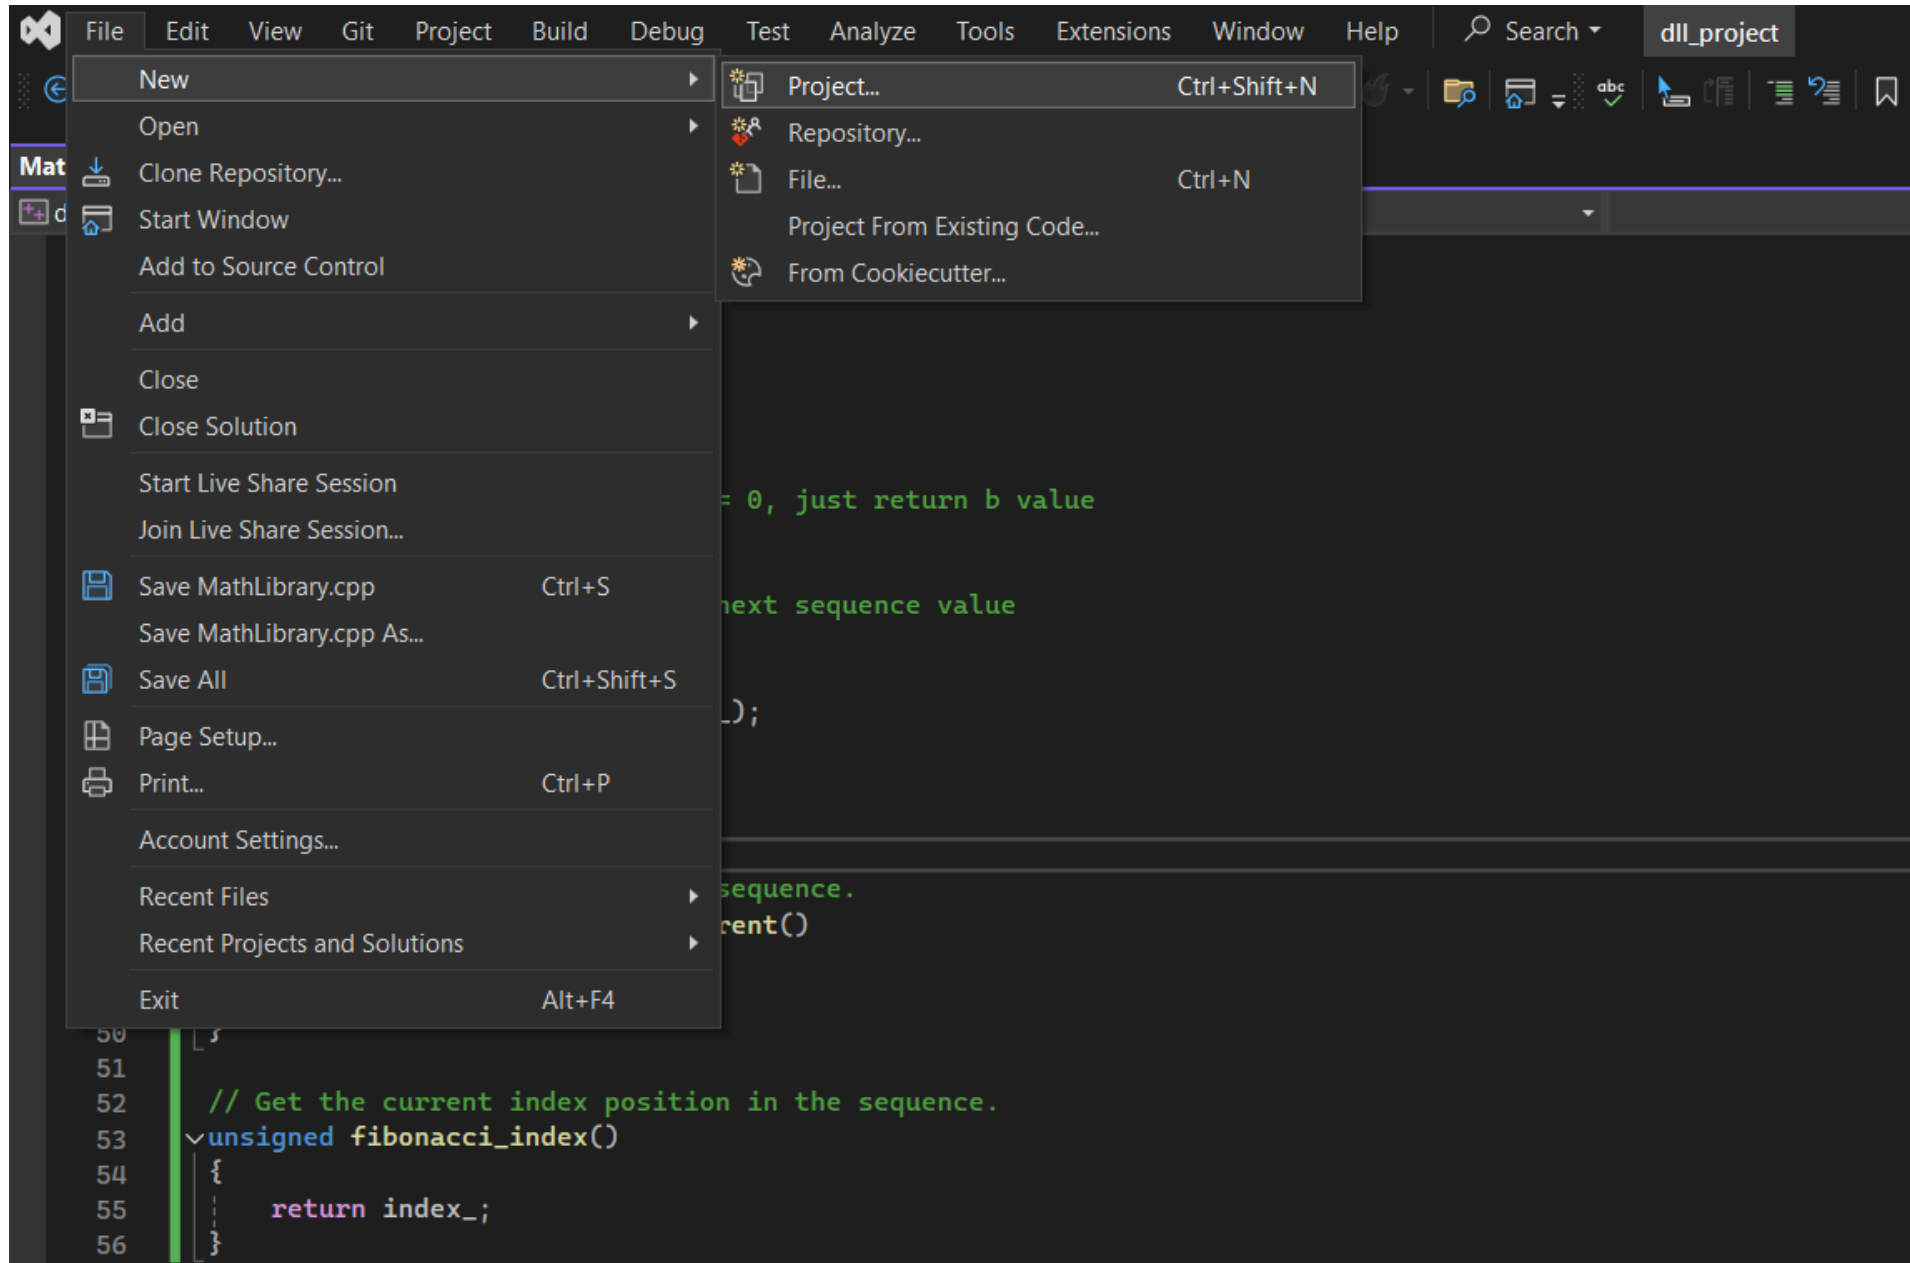 File Edit View Git Project Build Debug Test Analyze Tools Extensions Window Help Search dll_project
New
Project... Ctrl+Shift+N
abc
Open
Repository...
Mat
Clone Repository...
File... Ctrl+N
d
Start Window
Project From Existing Code...
Add to Source Control
From Cookiecutter...
Add
Close
Close Solution
Start Live Share Session
= 0, just return b value
Join Live Share Session...
Save MathLibrary.cpp Ctrl+S
next sequence value
Save MathLibrary.cpp As...
Save All Ctrl+Shift+S
_);
Page Setup...
Print... Ctrl+P
Account Settings...
sequence.
Recent Files
rent()
Recent Projects and Solutions
Exit Alt+F4
50 }
51
52 // Get the current index position in the sequence.
53 unsigned fibonacci_index()
54 {
55 return index_;
56 }